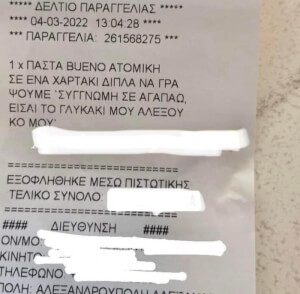 ***** ΔΕΛΤΙΟ ΠΑΡΑΓΓΕΛΙΑΣ *****
**** 04-03-2022 13:04:28 ****
*** ΠΑΡΑΓΓΕΛΙΑ: 261568275 ***
1 x ΠΑΣΤΑ BUENO ΑΤΟΜΙΚΗ
ΣΕ ΕΝΑ ΧΑΡΤΑΚΙ ΔΙΠΛΑ ΝΑ ΓΡΑ
ΨΟΥΜΕ ΄ΣΥΓΓΝΩΜΗ ΣΕ ΑΓΑΠΑΩ,
ΕΙΣΑΙ ΤΟ ΓΛΥΚΑΚΙ ΜΟΥ ΑΛΕΞΟΥ
ΚΟ ΜΟΥ΄
==============================
ΕΞΟΦΛΗΘΗΚΕ ΜΕΣΩ ΠΙΣΤΩΤΙΚΗΣ
ΤΕΛΙΚΟ ΣΥΝΟΛΟ:
==============================
#### ΔΙΕΥΘΥΝΣΗ ####
ΟΝ/ΜΟ:
ΚΙΝΗΤΟ
ΤΗΛΕΦΩΝΟ:
ΠΟΛΗ: ΑΛΕΞΑΝΔΡΟΥΠΟΛΗ